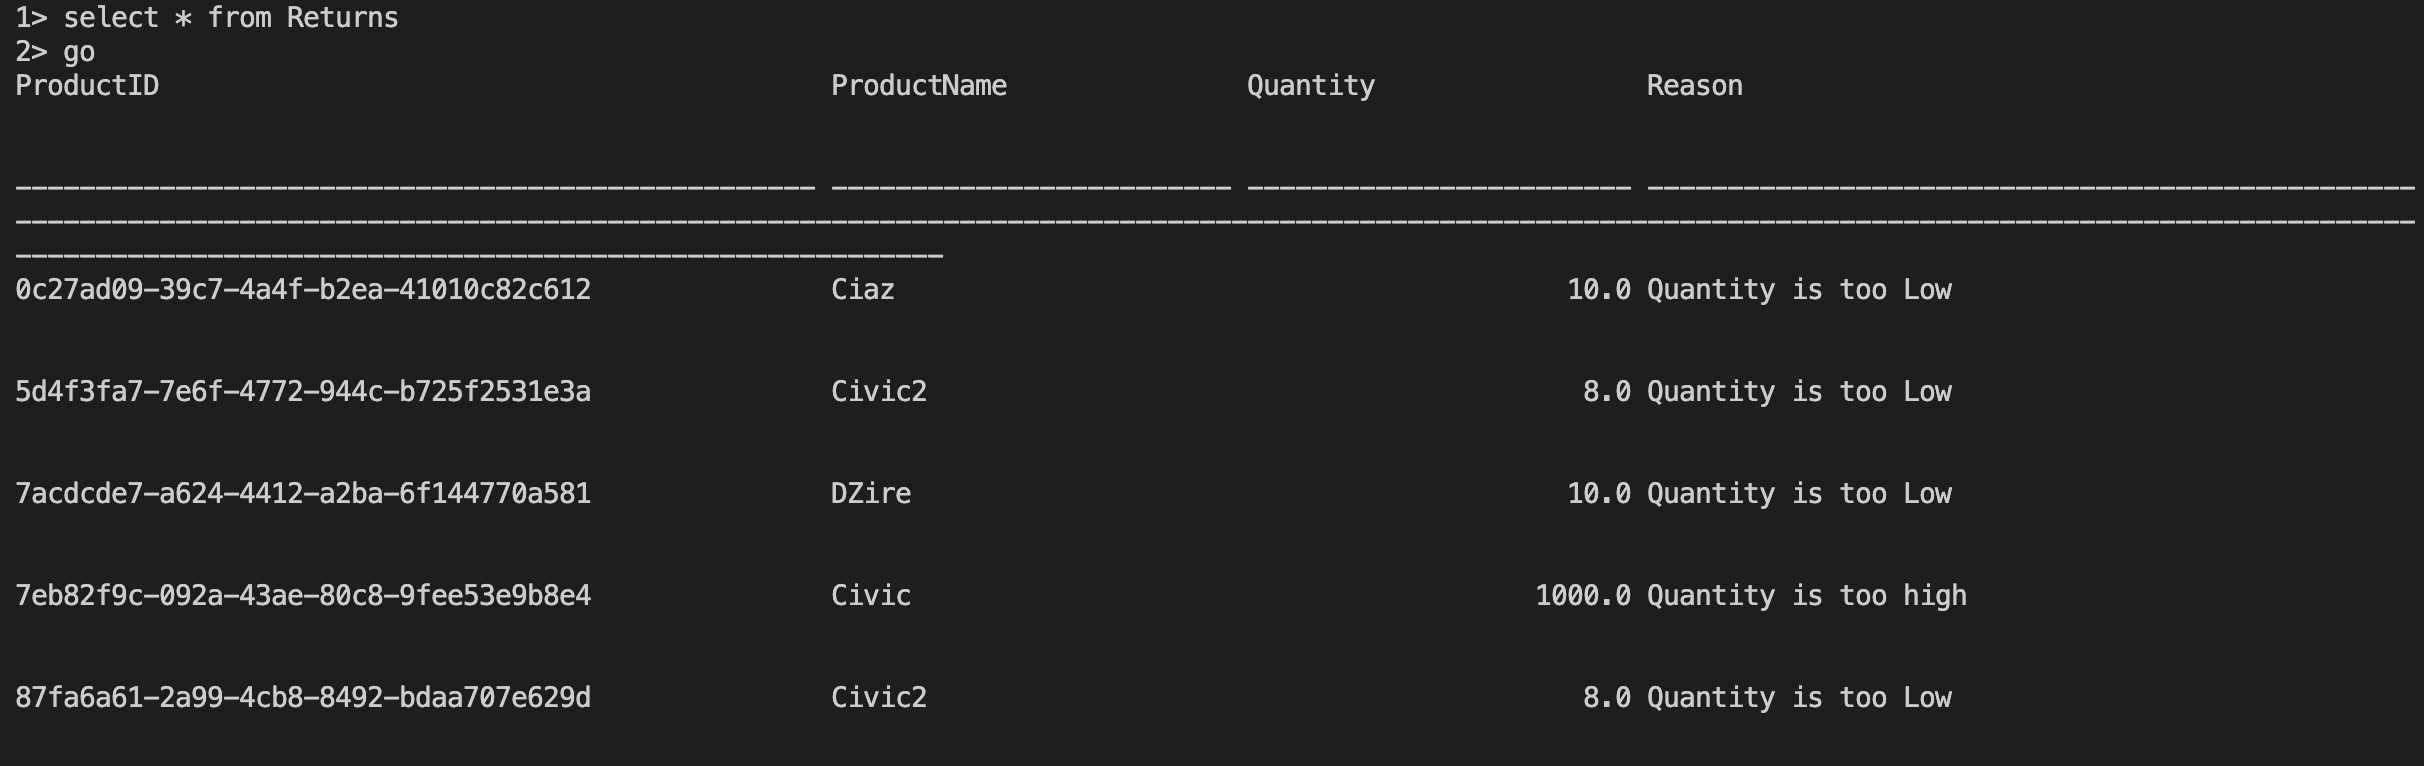 1> select * from Returns
2> go
ProductID ProductName Quantity Reason
-------------------------------------------------- ------------------------- ------------------------ ------------------------------------------------
------------------------------------------------------------------------------------------------------------------------------------------------------
----------------------------------------------------------
0c27ad09-39c7-4a4f-b2ea-41010c82c612 Ciaz 10.0 Quantity is too Low
5d4f3fa7-7e6f-4772-944c-b725f2531e3a Civic2 8.0 Quantity is too Low
7acdcde7-a624-4412-a2ba-6f144770a581 DZire 10.0 Quantity is too Low
7eb82f9c-092a-43ae-80c8-9fee53e9b8e4 Civic 1000.0 Quantity is too high
87fa6a61-2a99-4cb8-8492-bdaa707e629d Civic2 8.0 Quantity is too Low